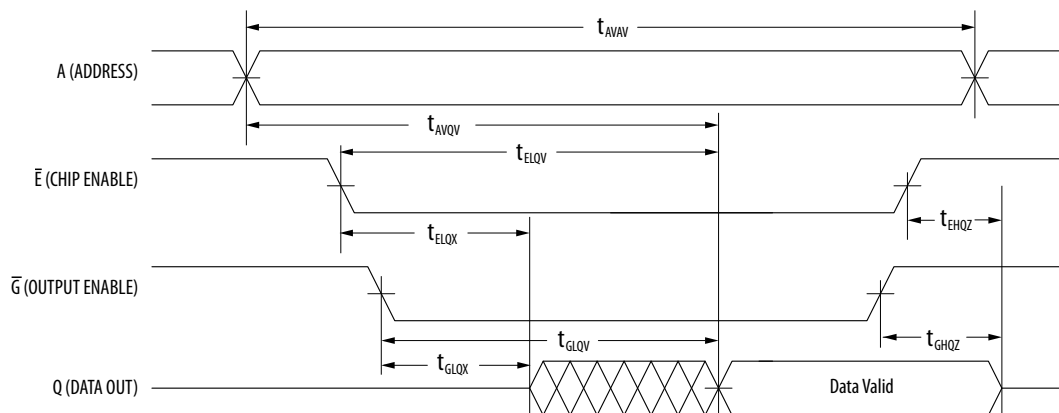 t_AVAV
A (ADDRESS)
t_AVQV
t_ELQV
E̅ (CHIP ENABLE)
t_ELQX
t_EHQZ
G̅ (OUTPUT ENABLE)
t_GLQV
t_GHQZ
t_GLQX
Q (DATA OUT)
Data Valid